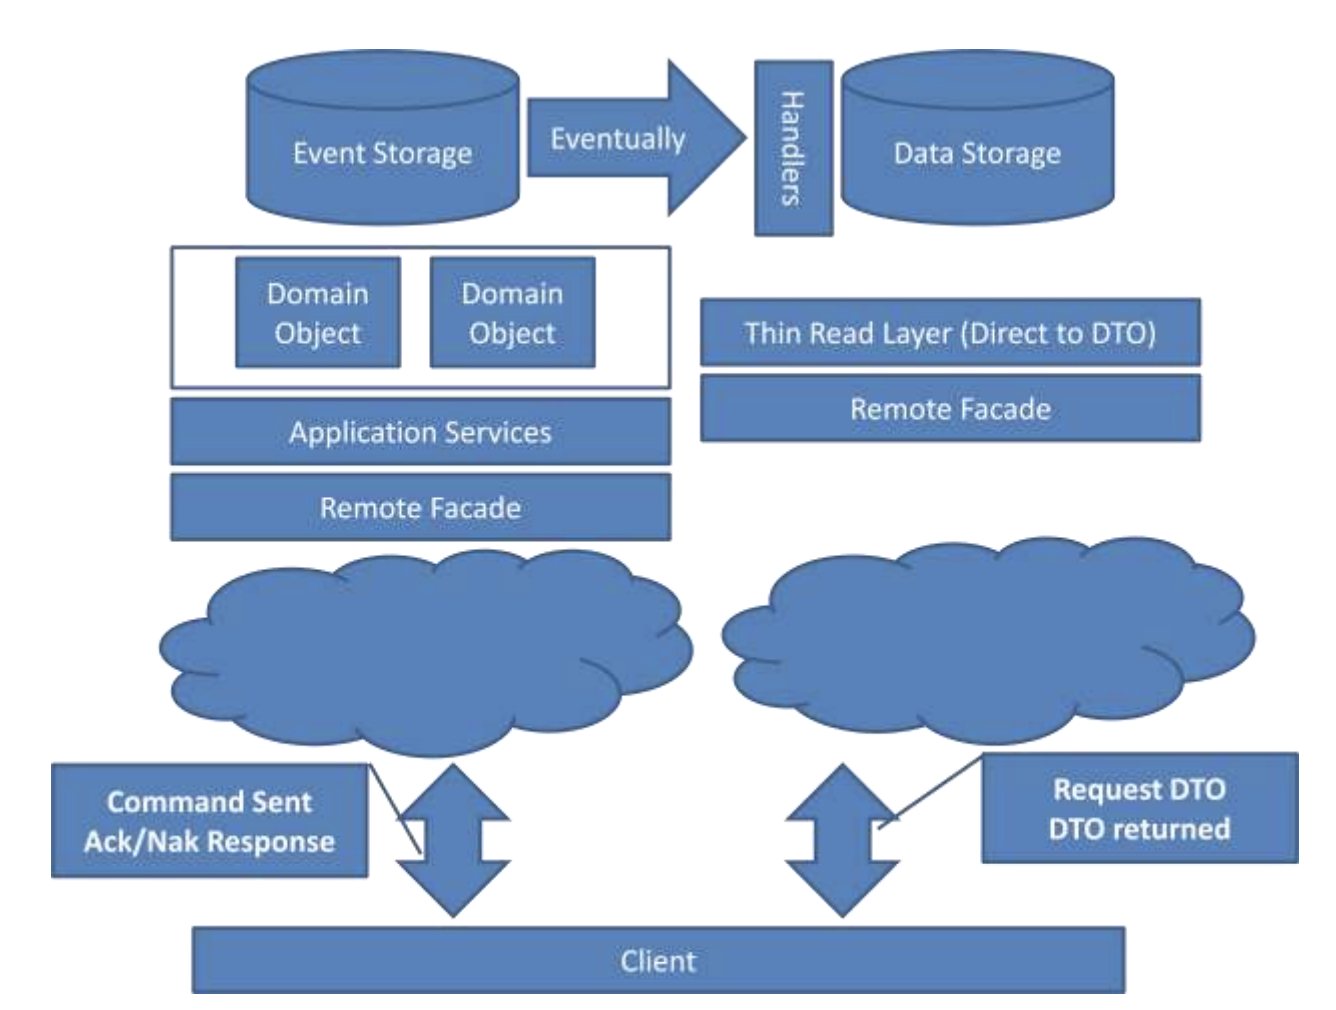 Event Storage
Eventually
Handlers
Data Storage
Domain
Object
Domain
Object
Thin Read Layer (Direct to DTO)
Application Services
Remote Facade
Remote Facade
Command Sent
Ack/Nak Response
Request DTO
DTO returned
Client